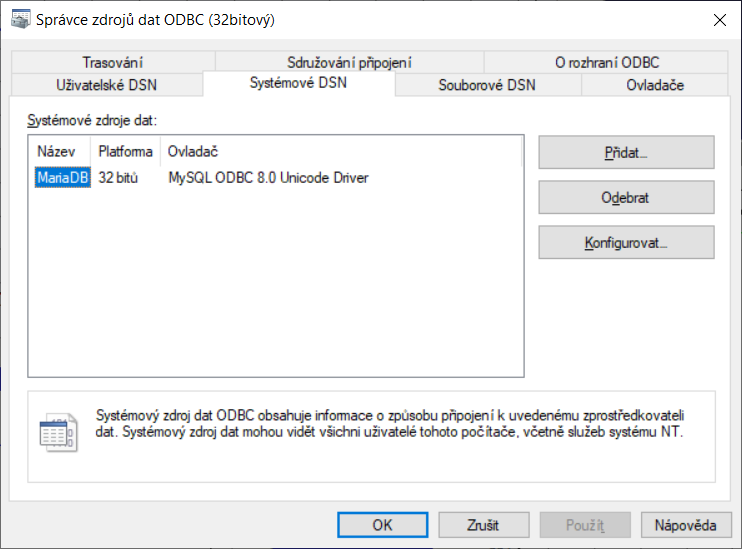 Správce zdrojů dat ODBC (32bitový)
Trasování
Sdružování připojení
O rozhraní ODBC
Uživatelské DSN
Systémové DSN
Souborové DSN
Ovladače
Systémové zdroje dat:
Název Platforma Ovladač
MariaDB 32 bitů MySQL ODBC 8.0 Unicode Driver
Přidat...
Odebrat
Konfigurovat...
Systémový zdroj dat ODBC obsahuje informace o způsobu připojení k uvedenému zprostředkovateli
dat. Systémový zdroj dat mohou vidět všichni uživatelé tohoto počítače, včetně služeb systému NT.
OK
Zrušit
Použít
Nápověda